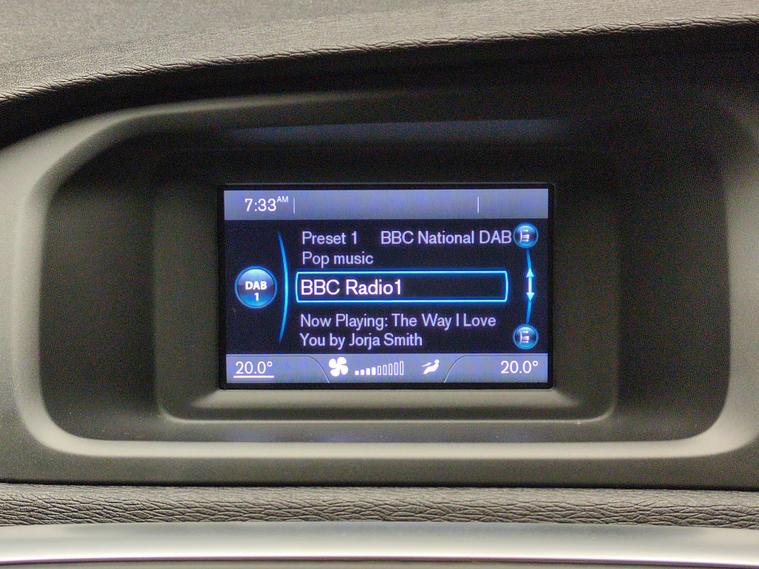 7:33AM
Preset 1 BBC National DAB
Pop music
DAB
1
BBC Radio1
Now Playing: The Way I Love
You by Jorja Smith
20.0° 20.0°